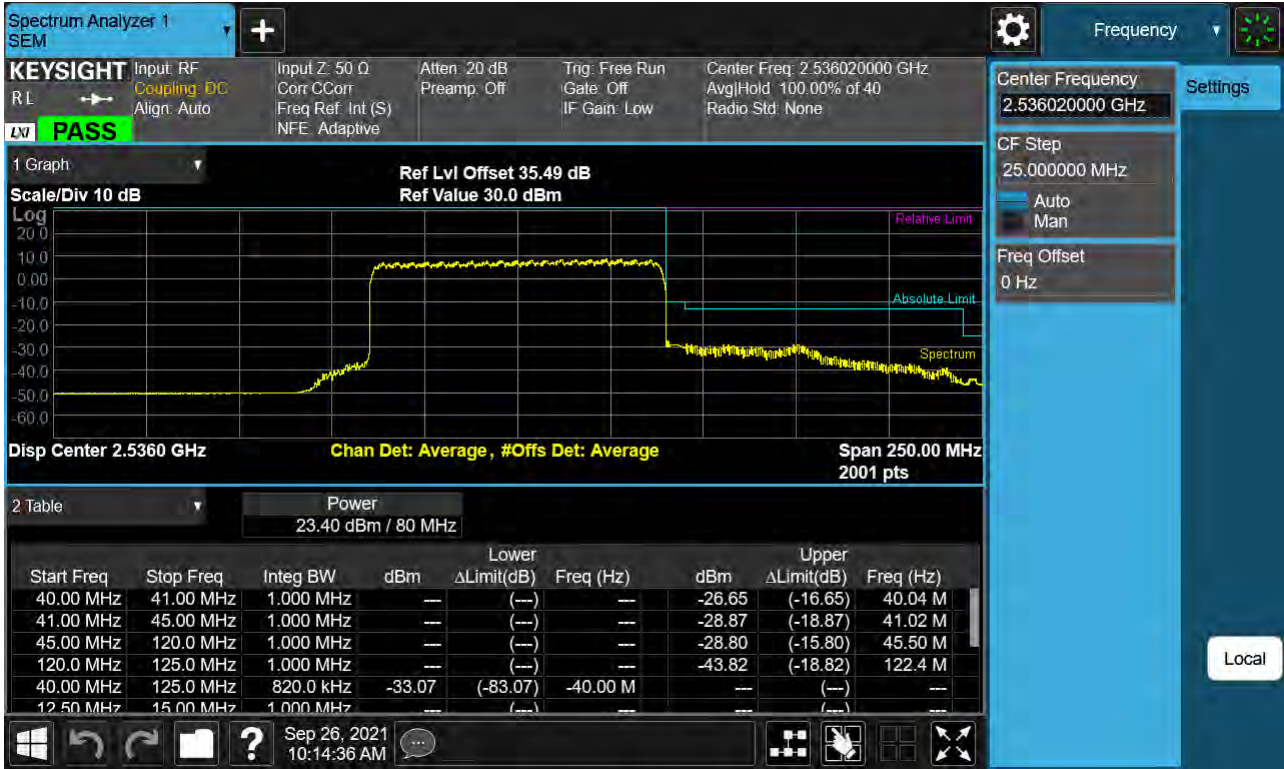 Spectrum Analyzer 1
SEM
Frequency
KEYSIGHT
R L
LXI
PASS
Input: RF
Coupling: DC
Align: Auto
Input Z: 50 Ω
Corr CCorr
Freq Ref: Int (S)
NFE: Adaptive
Atten: 20 dB
Preamp: Off
Trig: Free Run
Gate: Off
IF Gain: Low
Center Freq: 2.536020000 GHz
Avg|Hold: 100.00% of 40
Radio Std: None
Center Frequency
2.536020000 GHz
Settings
CF Step
25.000000 MHz
Auto
Man
Freq Offset
0 Hz
1 Graph
Ref Lvl Offset 35.49 dB
Scale/Div 10 dB
Ref Value 30.0 dBm
Log
Relative Limit
20.0
10.0
0.00
-10.0
Absolute Limit
-20.0
-30.0
Spectrum
-40.0
-50.0
-60.0
Disp Center 2.5360 GHz
Chan Det: Average, #Offs Det: Average
Span 250.00 MHz
2001 pts
2 Table
Power
23.40 dBm / 80 MHz
Lower Upper
Start Freq Stop Freq Integ BW dBm ΔLimit(dB) Freq (Hz) dBm ΔLimit(dB) Freq (Hz)
40.00 MHz 41.00 MHz 1.000 MHz --- (---) --- -26.65 (-16.65) 40.04 M
41.00 MHz 45.00 MHz 1.000 MHz --- (---) --- -28.87 (-18.87) 41.02 M
45.00 MHz 120.0 MHz 1.000 MHz --- (---) --- -28.80 (-15.80) 45.50 M
120.0 MHz 125.0 MHz 1.000 MHz --- (---) --- -43.82 (-18.82) 122.4 M
40.00 MHz 125.0 MHz 820.0 kHz -33.07 (-83.07) -40.00 M --- (---) ---
12.50 MHz 15.00 MHz 1.000 MHz --- (---) --- --- (---) ---
Local
Sep 26, 2021
10:14:36 AM